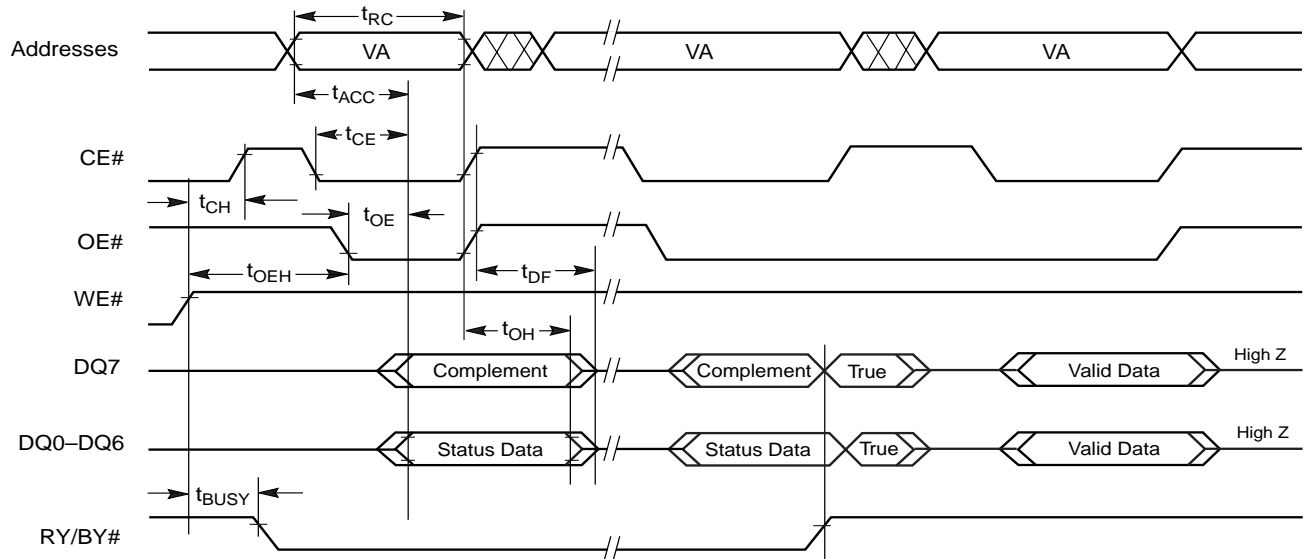 tRC
Addresses VA VA VA
tACC
tCE
CE#
tCH tOE
OE#
tOEH tDF
WE#
tOH
DQ7 Complement Complement True Valid Data High Z
DQ0–DQ6 Status Data Status Data True Valid Data High Z
tBUSY
RY/BY#